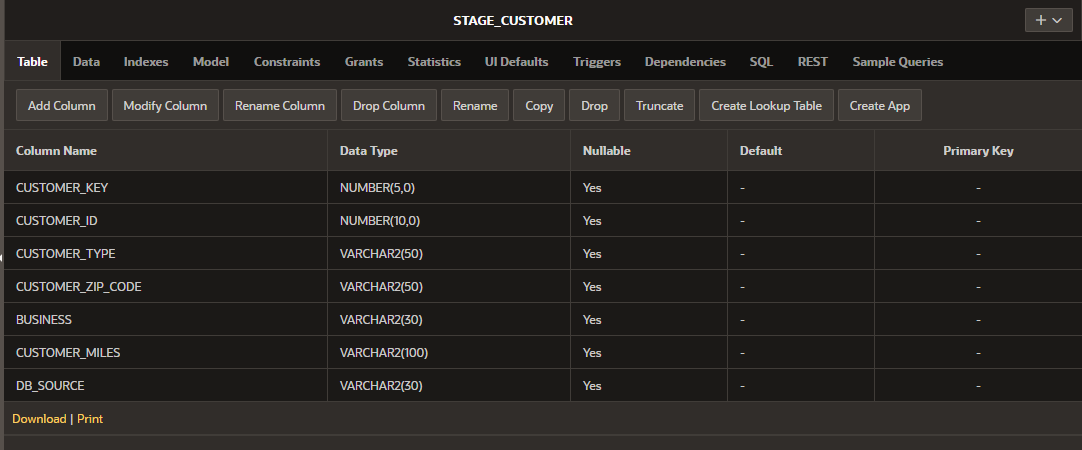 STAGE_CUSTOMER
+
Table Data Indexes Model Constraints Grants Statistics UI Defaults Triggers Dependencies SQL REST Sample Queries
Add Column Modify Column Rename Column Drop Column Rename Copy Drop Truncate Create Lookup Table Create App
Column Name Data Type Nullable Default Primary Key
CUSTOMER_KEY NUMBER(5,0) Yes - -
CUSTOMER_ID NUMBER(10,0) Yes - -
CUSTOMER_TYPE VARCHAR2(50) Yes - -
CUSTOMER_ZIP_CODE VARCHAR2(50) Yes - -
BUSINESS VARCHAR2(30) Yes - -
CUSTOMER_MILES VARCHAR2(100) Yes - -
DB_SOURCE VARCHAR2(30) Yes - -
Download | Print